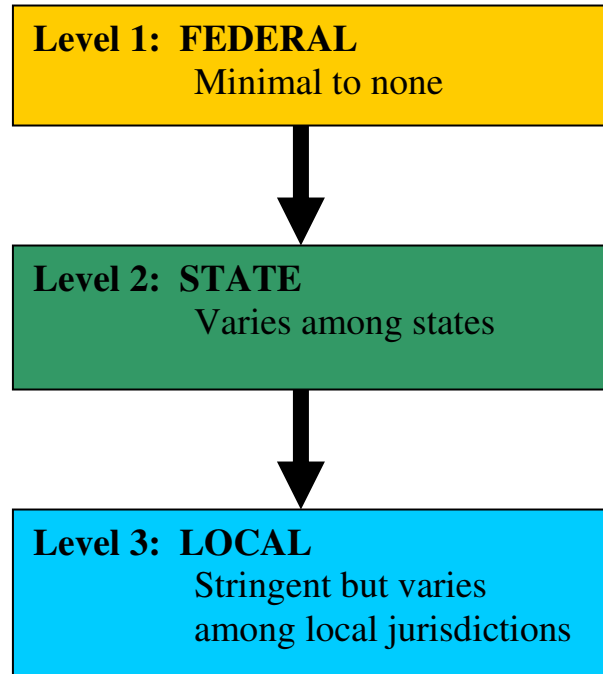 Level 1:  FEDERAL
Minimal to none
Level 2:  STATE
Varies among states
Level 3:  LOCAL
Stringent but varies
among local jurisdictions